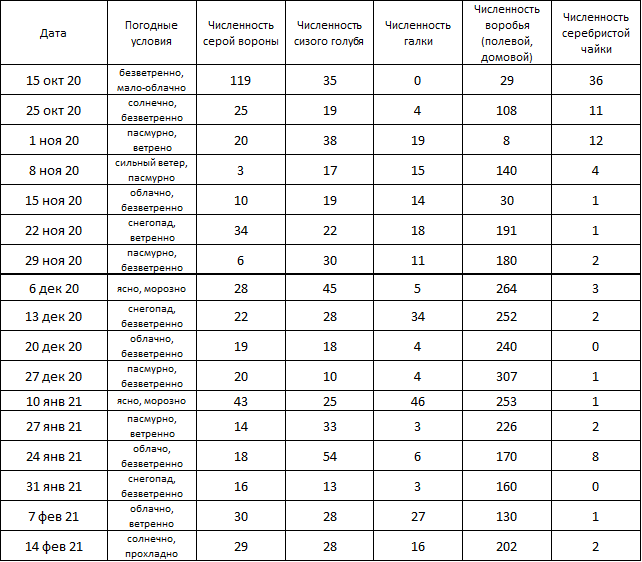 Дата Погодные условия Численность серой вороны Численность сизого голубя Численность галки Численность воробья (полевой, домовой) Численность серебристой чайки
15 окт 20 безветренно, мало-облачно 119 35 0 29 36
25 окт 20 солнечно, безветренно 25 19 4 108 11
1 ноя 20 пасмурно, ветрено 20 38 19 8 12
8 ноя 20 сильный ветер, пасмурно 3 17 15 140 4
15 ноя 20 облачно, безветренно 10 19 14 30 1
22 ноя 20 снегопад, ветренно 34 22 18 191 1
29 ноя 20 пасмурно, безветренно 6 30 11 180 2
6 дек 20 ясно, морозно 28 45 5 264 3
13 дек 20 снегопад, безветренно 22 28 34 252 2
20 дек 20 облачно, безветренно 19 18 4 240 0
27 дек 20 пасмурно, безветренно 20 10 4 307 1
10 янв 21 ясно, морозно 43 25 46 253 1
27 янв 21 пасмурно, ветренно 14 33 3 226 2
24 янв 21 облачо, безветренно 18 54 6 170 8
31 янв 21 снегопад, безветренно 16 13 3 160 0
7 фев 21 облачно, ветренно 30 28 27 130 1
14 фев 21 солнечно, прохладно 29 28 16 202 2